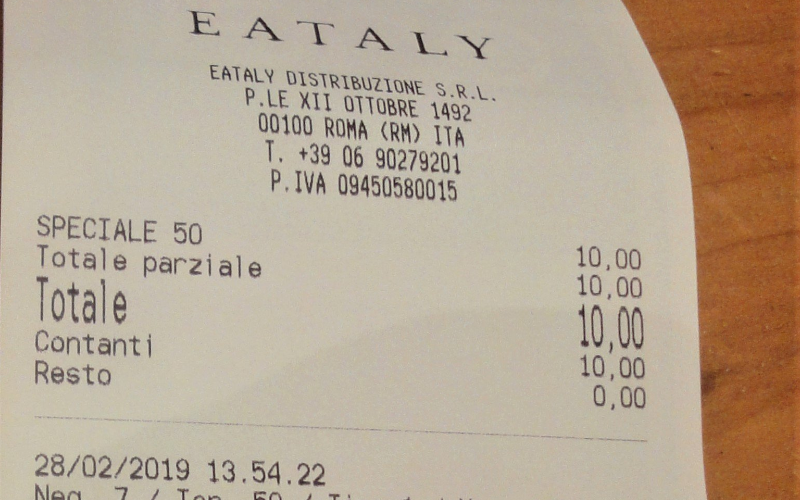 EATALY
EATALY DISTRIBUZIONE S.R.L.
P.LE XII OTTOBRE 1492
00100 ROMA (RM) ITA
T. +39 06 90279201
P.IVA 09450580015
SPECIALE 50 10,00
Totale parziale 10,00
Totale 10,00
Contanti 10,00
Resto 0,00
28/02/2019 13.54.22
Neg. 7 /